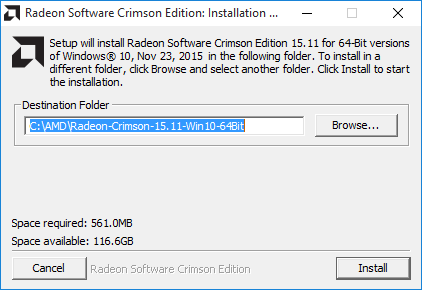 Radeon Software Crimson Edition: Installation ...
Setup will install Radeon Software Crimson Edition 15.11 for 64-Bit versions
of Windows® 10, Nov 23, 2015 in the following folder. To install in a
different folder, click Browse and select another folder. Click Install to start
the installation.
Destination Folder
C:\AMD\Radeon-Crimson-15.11-Win10-64Bit
Browse...
Space required: 561.0MB
Space available: 116.6GB
Cancel
Radeon Software Crimson Edition
Install